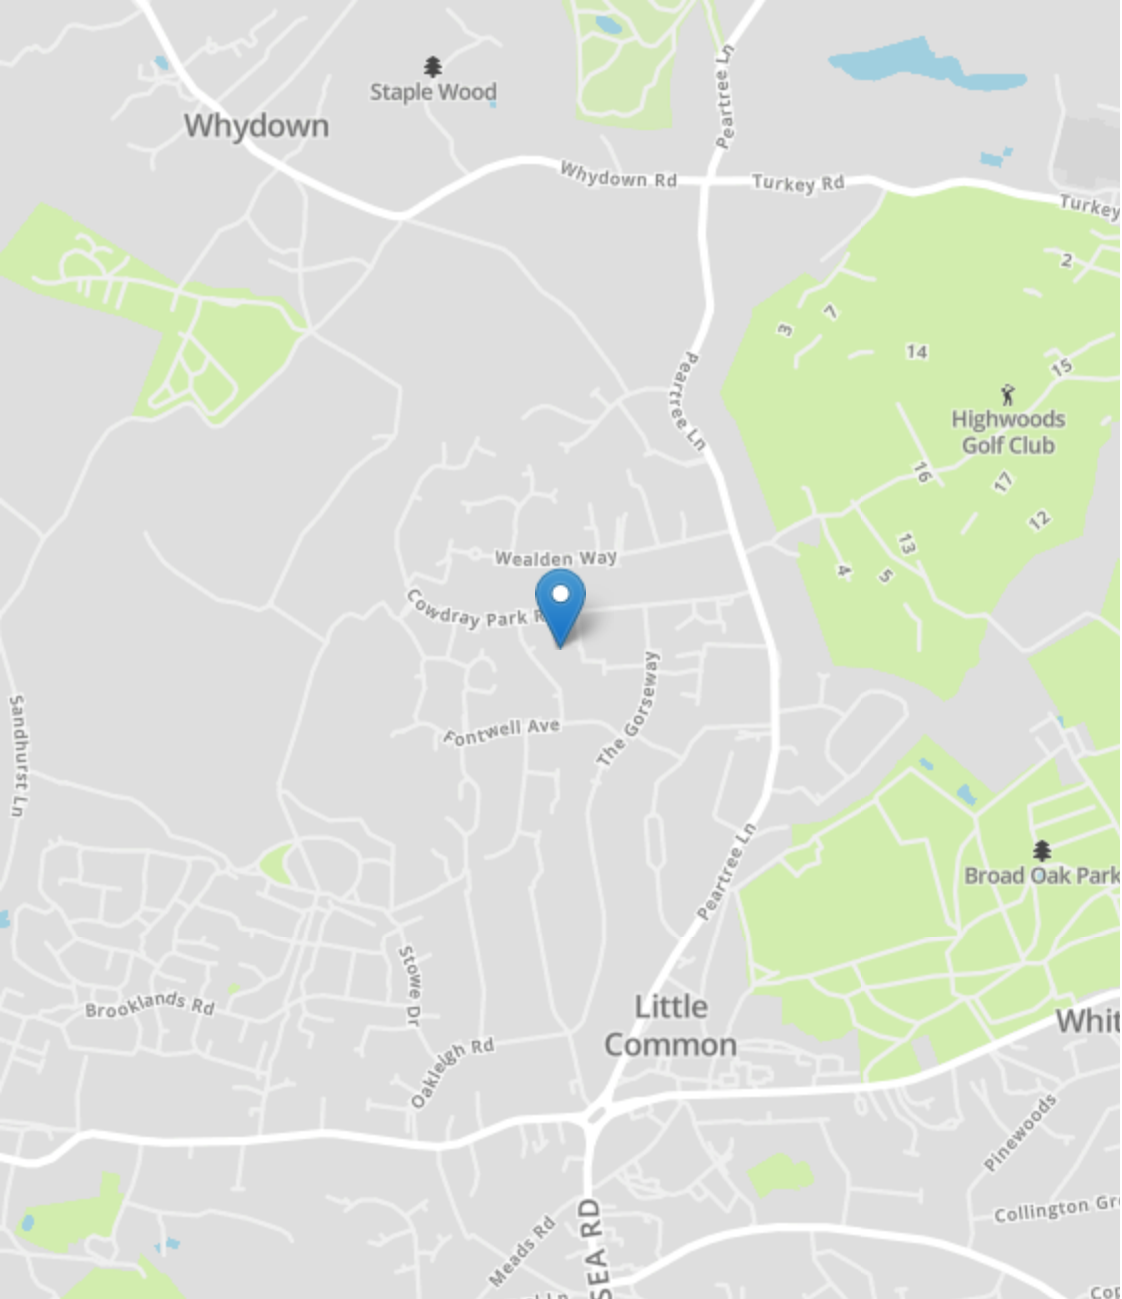 Peartree Ln
Staple Wood
Whydown
Whydown Rd
Turkey Rd
Turkey
2
3
7
14
15
Peartree Ln
Highwoods
Golf Club
16
17
12
13
4
5
Wealden Way
Cowdray Park R
The Gorseway
Fontwell Ave
Sandhurst Ln
Peartree Ln
Broad Oak Park
Stowe Dr
Brooklands Rd
Little
Common
Whit
Oakleigh Rd
Pinewoods
Collington Gr
Meads Rd
SEA RD
Ln